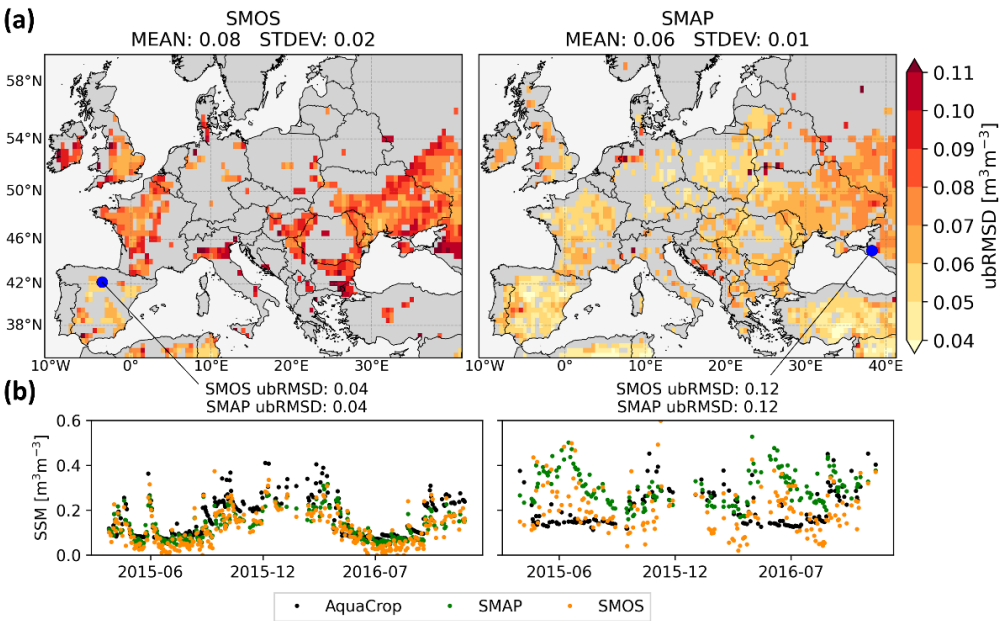 (a)
SMOS
MEAN: 0.08 STDEV: 0.02
SMAP
MEAN: 0.06 STDEV: 0.01
58°N
54°N
50°N
46°N
42°N
38°N
10°W 0° 10°E 20°E 30°E
10°W 0° 10°E 20°E 30°E 40°E
0.11
0.10
0.09
0.08
0.07
0.06
0.05
0.04
ubRMSD [m³m⁻³]
(b)
SMOS ubRMSD: 0.04
SMAP ubRMSD: 0.04
SMOS ubRMSD: 0.12
SMAP ubRMSD: 0.12
SSM [m³m⁻³]
0.6
0.4
0.2
0.0
2015-06 2015-12 2016-07
2015-06 2015-12 2016-07
AquaCrop SMAP SMOS